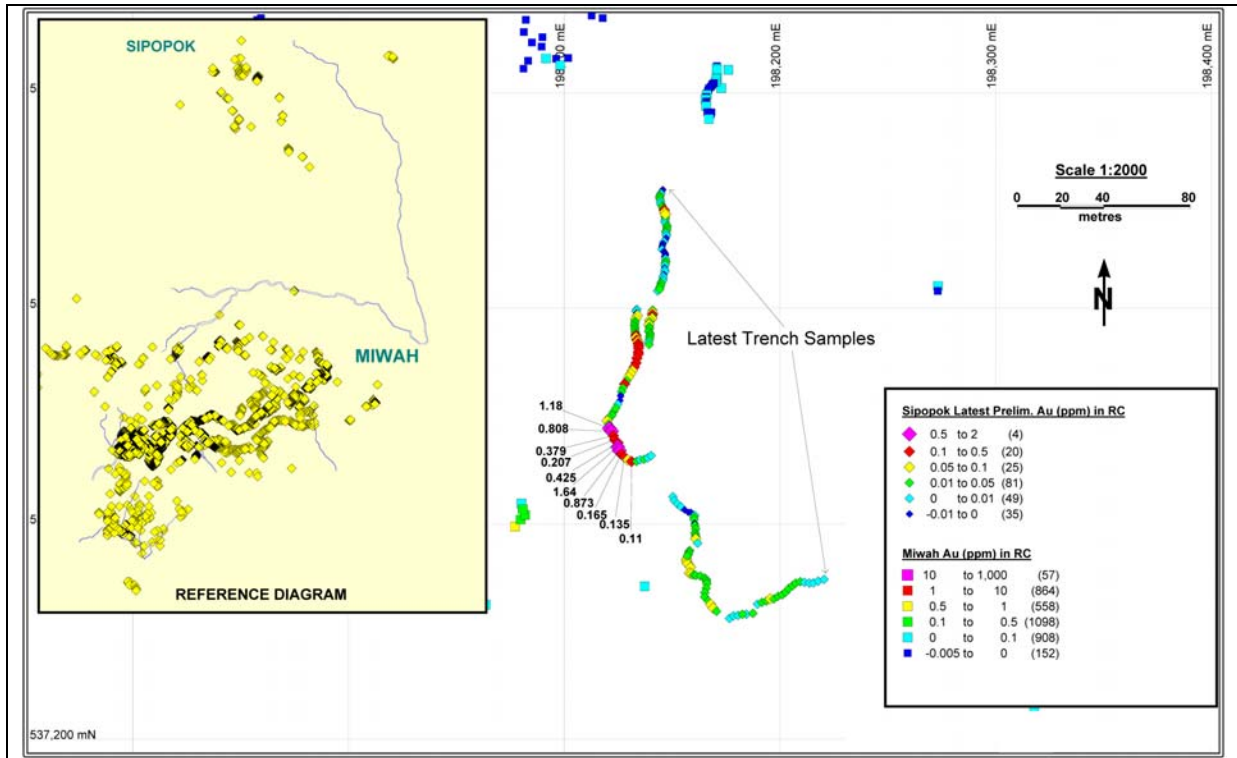 SIPOPOK
MIWAH
REFERENCE DIAGRAM
5
5
5
198,200 mE
198,300 mE
198,400 mE
Scale 1:2000
0 20 40 80
metres
N
Latest Trench Samples
1.18
0.808
0.379
0.207
0.425
1.64
0.873
0.165
0.135
0.11
Sipopok Latest Prelim. Au (ppm) in RC
0.5 to 2 (4)
0.1 to 0.5 (20)
0.05 to 0.1 (25)
0.01 to 0.05 (81)
0 to 0.01 (49)
-0.01 to 0 (35)
Miwah Au (ppm) in RC
10 to 1,000 (57)
1 to 10 (864)
0.5 to 1 (558)
0.1 to 0.5 (1098)
0 to 0.1 (908)
-0.005 to 0 (152)
537,200 mN